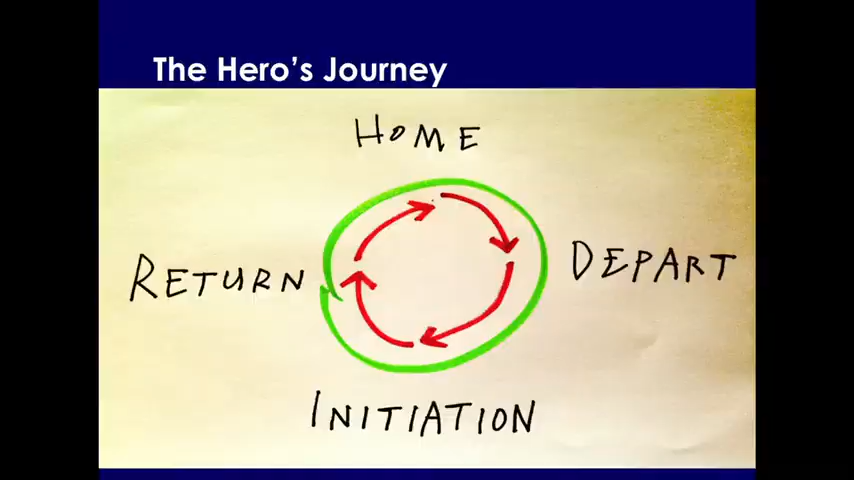 The Hero's Journey
HOME
RETURN
DEPART
INITIATION